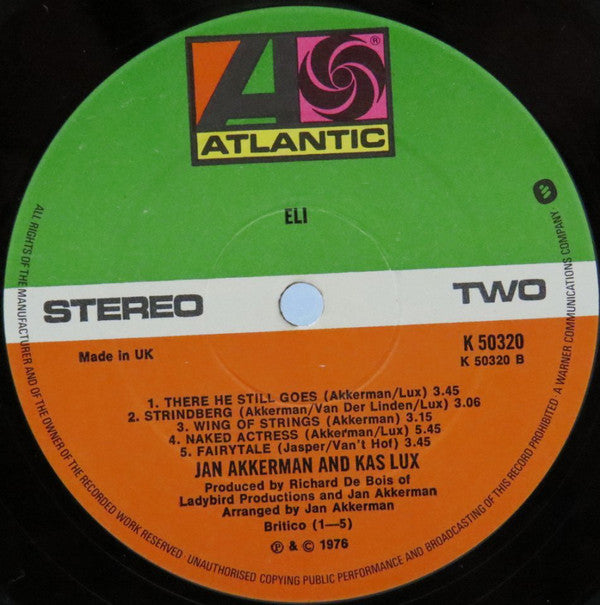 ATLANTIC
®
ELI
STEREO
TWO
Made in UK
K 50320
K 50320 B
1. THERE HE STILL GOES (Akkerman/Lux) 3.45
2. STRINDBERG (Akkerman/Van Der Linden/Lux) 3.06
3. WING OF STRINGS (Akkerman) 3.15
4. NAKED ACTRESS (Akkerman/Lux) 5.45
5. FAIRYTALE (Jasper/Van't Hof) 3.45
JAN AKKERMAN AND KAS LUX
Produced by Richard De Bois of
Ladybird Productions and Jan Akkerman
Arranged by Jan Akkerman
Britico (1—5)
℗ & © 1976
ALL RIGHTS OF THE MANUFACTURER AND OF THE OWNER OF THE RECORDED WORK RESERVED · UNAUTHORISED COPYING PUBLIC PERFORMANCE AND BROADCASTING OF THIS RECORD PROHIBITED · A WARNER COMMUNICATIONS COMPANY